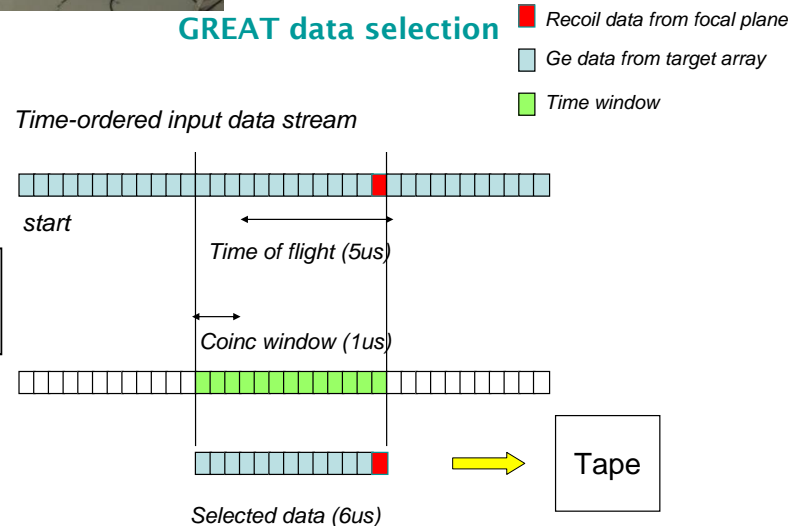 GREAT data selection
Recoil data from focal plane
Ge data from target array
Time window
Time-ordered input data stream
start
Time of flight (5us)
Coinc window (1us)
Tape
Selected data (6us)